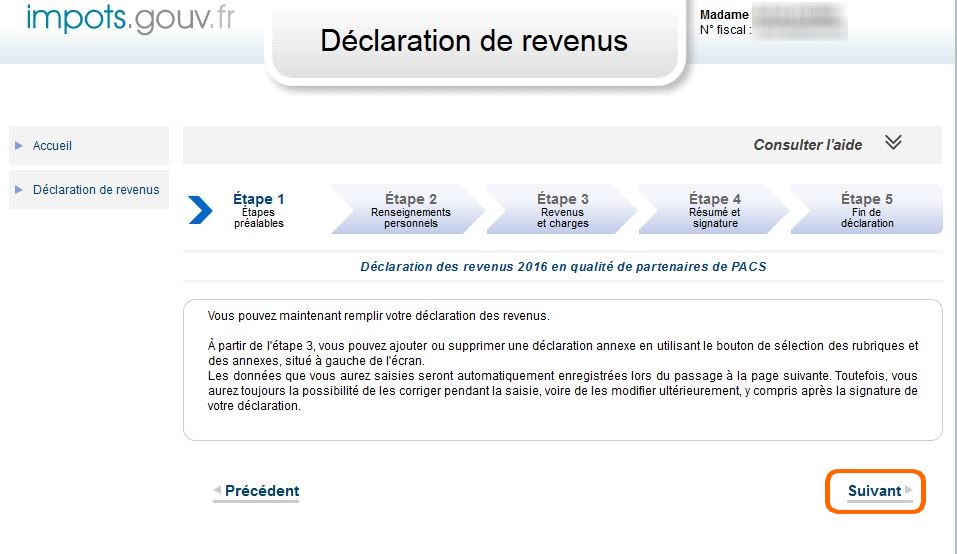 impots.gouv.fr
Déclaration de revenus
Madame
N° fiscal :
Accueil
Déclaration de revenus
Consulter l'aide
Étape 1
Étapes
préalables
Étape 2
Renseignements
personnels
Étape 3
Revenus
et charges
Étape 4
Résumé et
signature
Étape 5
Fin de
déclaration
Déclaration des revenus 2016 en qualité de partenaires de PACS
Vous pouvez maintenant remplir votre déclaration des revenus.
À partir de l'étape 3, vous pouvez ajouter ou supprimer une déclaration annexe en utilisant le bouton de sélection des rubriques et
des annexes, situé à gauche de l'écran.
Les données que vous aurez saisies seront automatiquement enregistrées lors du passage à la page suivante. Toutefois, vous
aurez toujours la possibilité de les corriger pendant la saisie, voire de les modifier ultérieurement, y compris après la signature de
votre déclaration.
Précédent
Suivant